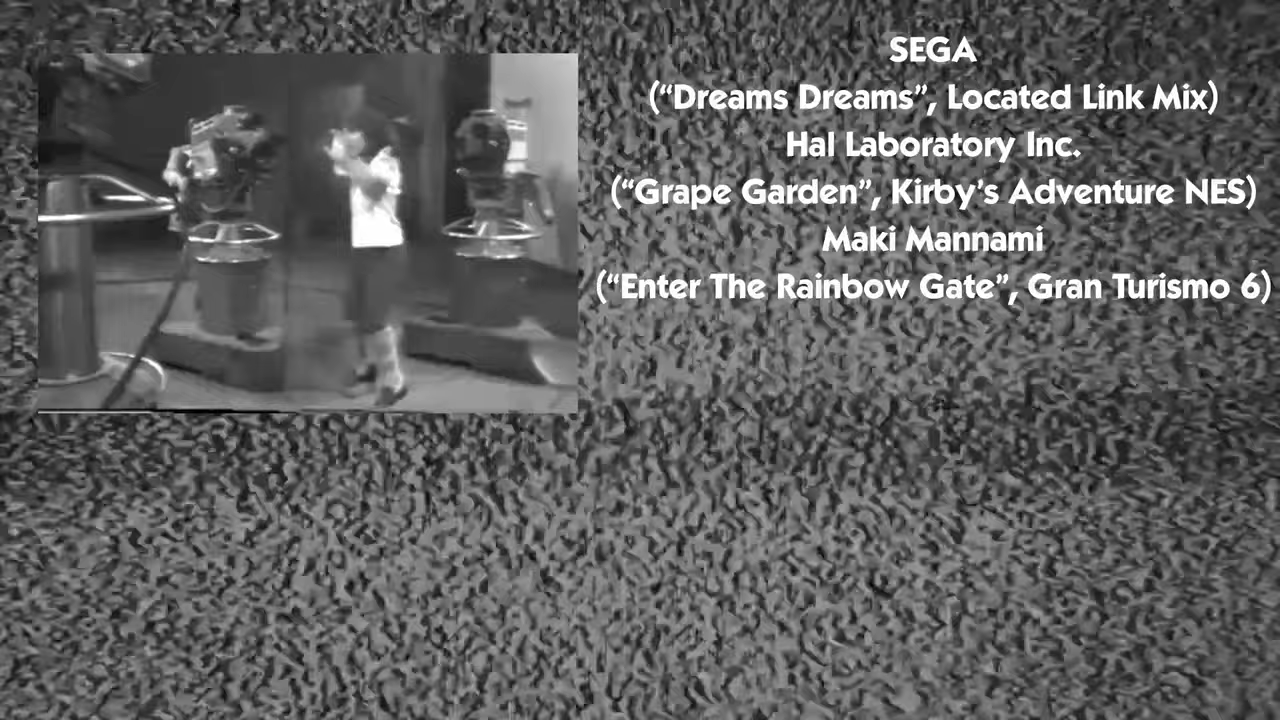 SEGA
(“Dreams Dreams”, Located Link Mix)
Hal Laboratory Inc.
(“Grape Garden”, Kirby’s Adventure NES)
Maki Mannami
(“Enter The Rainbow Gate”, Gran Turismo 6)